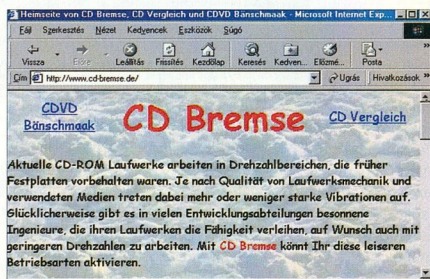 Heimseite von CD Bremse, CD Vergleich und CDVD Bänschmaak - Microsoft Internet Exp...
Fájl Szerkesztés Nézet Kedvencek Eszközök Súgó
Vissza Előre Leállítás Frissítés Kezdőlap Keresés Kedven... Előzmé... Posta
Cím http://www.cd-bremse.de/ Ugrás Hivatkozások »
CDVD
Bänschmaak
CD Bremse
CD Vergleich
Aktuelle CD-ROM Laufwerke arbeiten in Drehzahlbereichen, die früher
Festplatten vorbehalten waren. Je nach Qualität von Laufwerksmechanik und
verwendeten Medien treten dabei mehr oder weniger starke Vibrationen auf.
Glücklicherweise gibt es in vielen Entwicklungsabteilungen besonnene
Ingenieure, die ihren Laufwerken die Fähigkeit verleihen, auf Wunsch auch mit
geringeren Drehzahlen zu arbeiten. Mit CD Bremse könnt Ihr diese leiseren
Betriebsarten aktivieren.